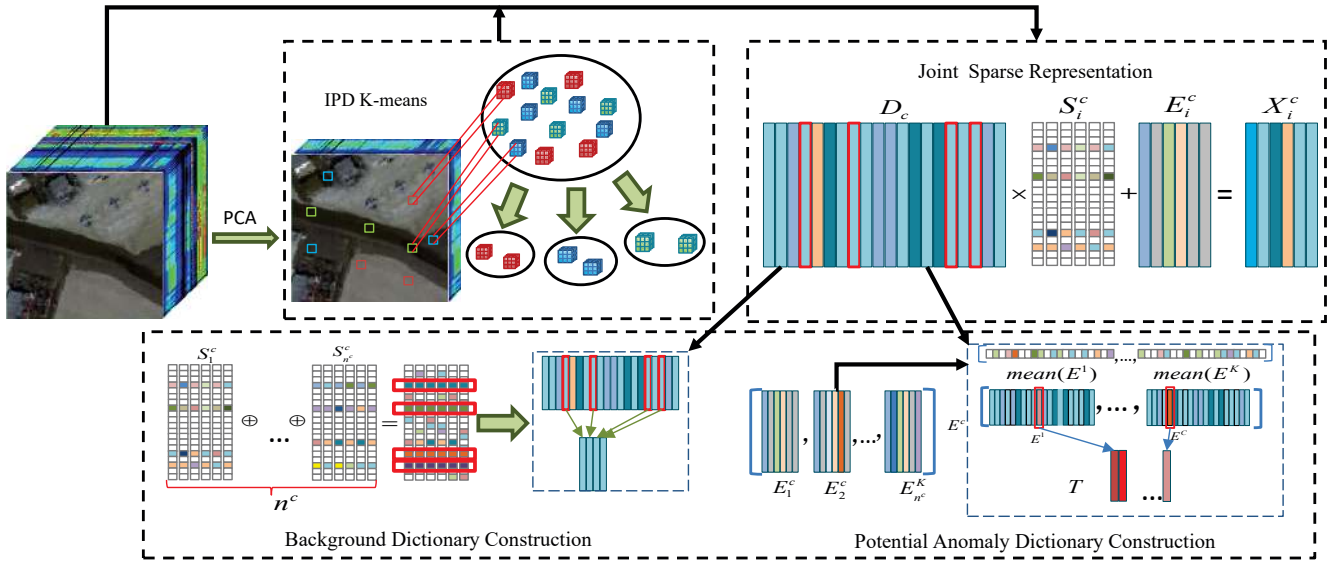 IPD K-means
PCA
Joint Sparse Representation
D_c
S_i^c
E_i^c
X_i^c
×
+
=
S_1^c
S_{n^c}^c
⊕ ... ⊕
=
n^c
Background Dictionary Construction
, ,...,
E_1^c
E_2^c
E_{n^c}^K
,...,
mean(E^1)
mean(E^K)
E^c
,...,
E^1
E^C
T
...
Potential Anomaly Dictionary Construction